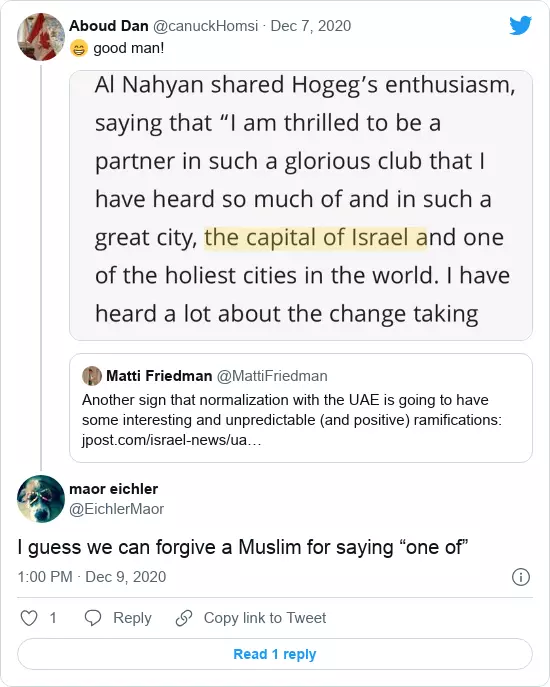 Aboud Dan @canuckHomsi · Dec 7, 2020
😁 good man!
Al Nahyan shared Hogeg’s enthusiasm,
saying that “I am thrilled to be a
partner in such a glorious club that I
have heard so much of and in such a
great city, the capital of Israel and one
of the holiest cities in the world. I have
heard a lot about the change taking
Matti Friedman @MattiFriedman
Another sign that normalization with the UAE is going to have
some interesting and unpredictable (and positive) ramifications:
jpost.com/israel-news/ua…
maor eichler
@EichlerMaor
I guess we can forgive a Muslim for saying “one of”
1:00 PM · Dec 9, 2020
1 Reply Copy link to Tweet
Read 1 reply